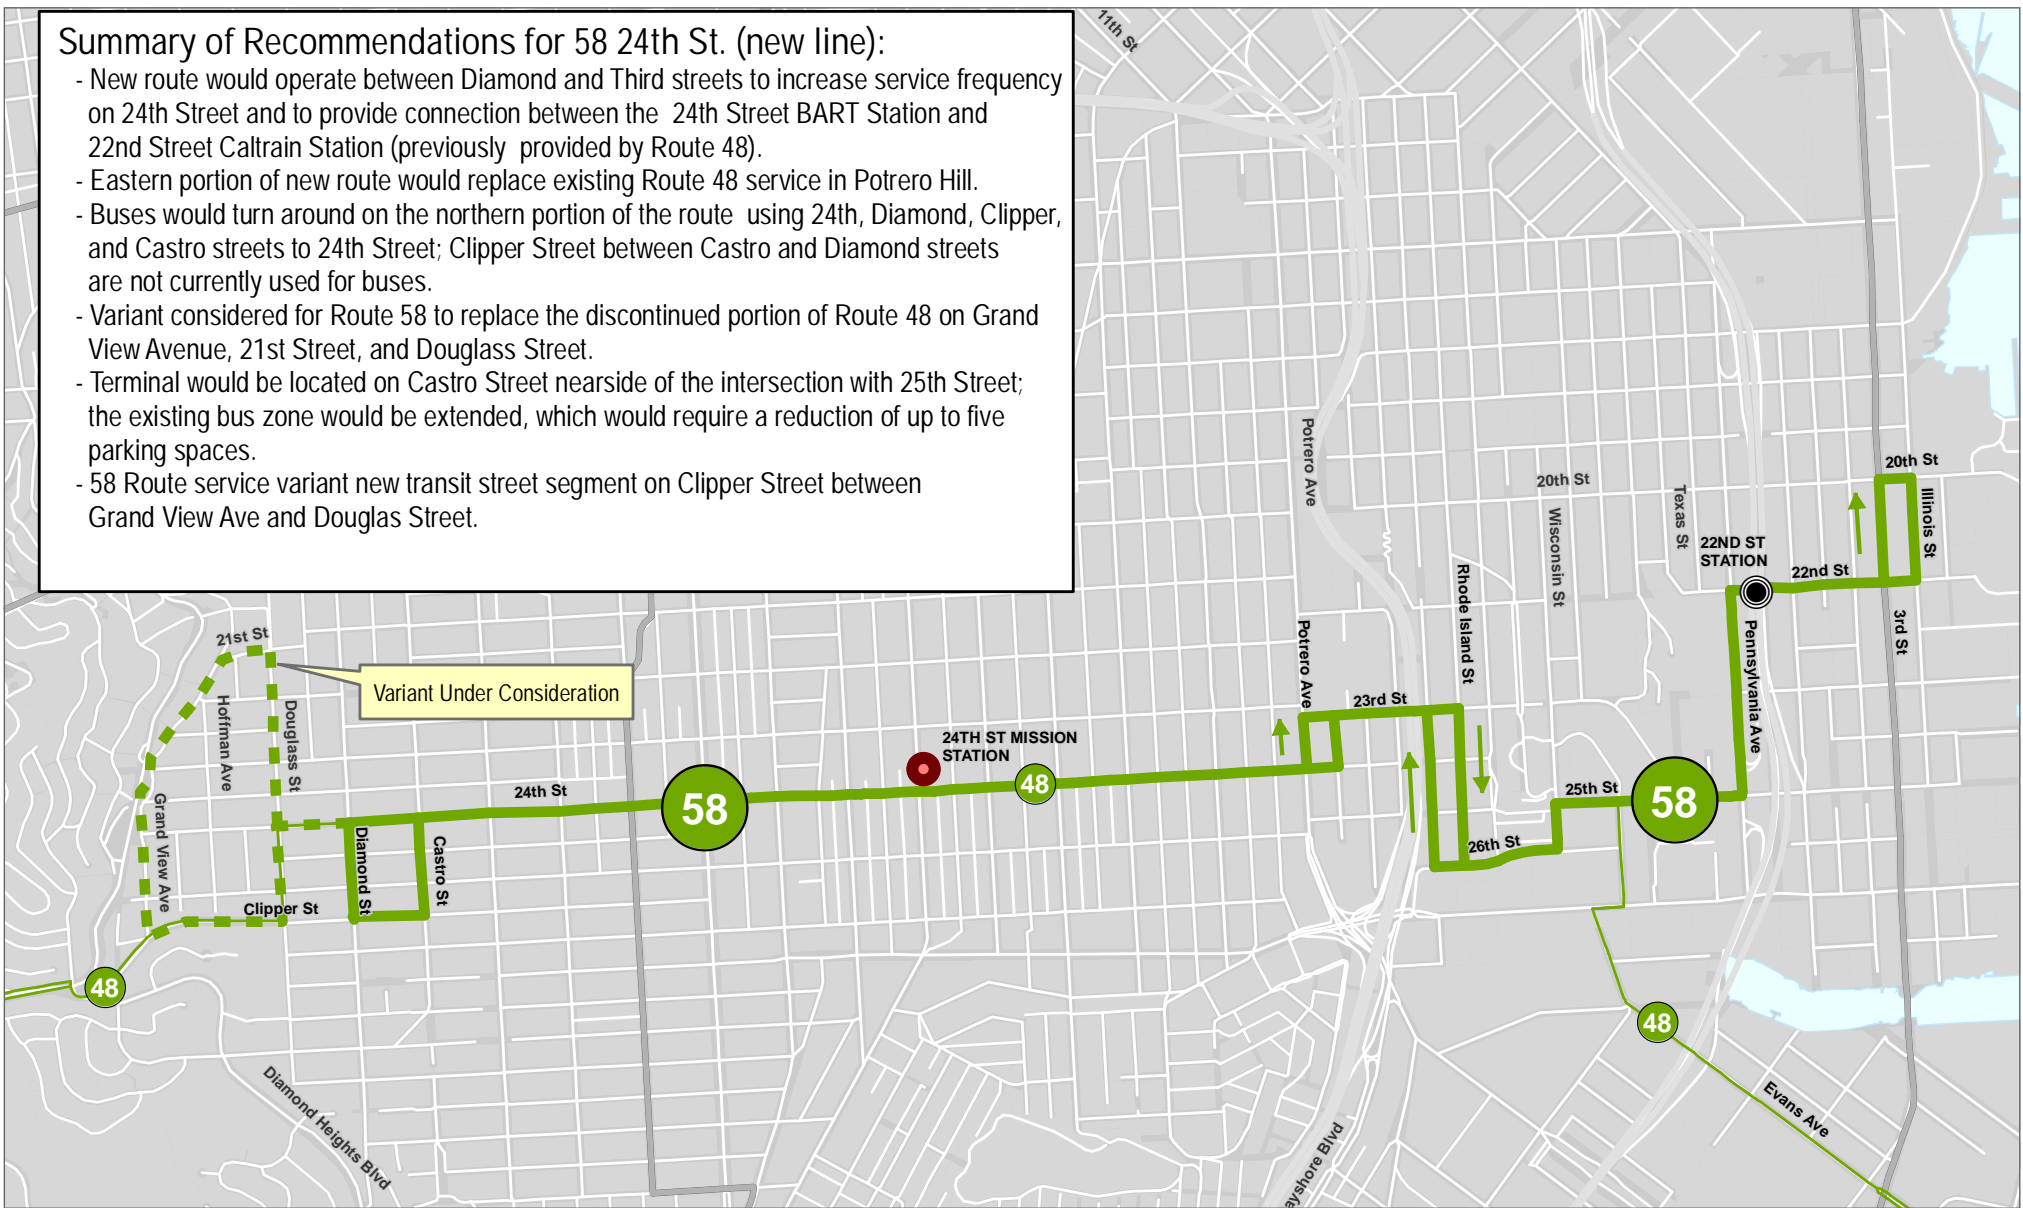 Summary of Recommendations for 58 24th St. (new line):
- New route would operate between Diamond and Third streets to increase service frequency
on 24th Street and to provide connection between the 24th Street BART Station and
22nd Street Caltrain Station (previously provided by Route 48).
- Eastern portion of new route would replace existing Route 48 service in Potrero Hill.
- Buses would turn around on the northern portion of the route using 24th, Diamond, Clipper,
and Castro streets to 24th Street; Clipper Street between Castro and Diamond streets
are not currently used for buses.
- Variant considered for Route 58 to replace the discontinued portion of Route 48 on Grand
View Avenue, 21st Street, and Douglass Street.
- Terminal would be located on Castro Street nearside of the intersection with 25th Street;
the existing bus zone would be extended, which would require a reduction of up to five
parking spaces.
- 58 Route service variant new transit street segment on Clipper Street between
Grand View Ave and Douglas Street.
11th St
Potrero Ave
20th St
Wisconsin St
Texas St
20th St
Illinois St
22ND ST
STATION
22nd St
3rd St
Rhode Island St
Pennsylvania Ave
Potrero Ave
23rd St
21st St
Variant Under Consideration
Hoffman Ave
Douglass St
Grand View Ave
24TH ST MISSION
STATION
48
24th St
58
25th St
58
26th St
Diamond St
Castro St
Clipper St
48
48
Diamond Heights Blvd
ayshore Blvd
Evans Ave